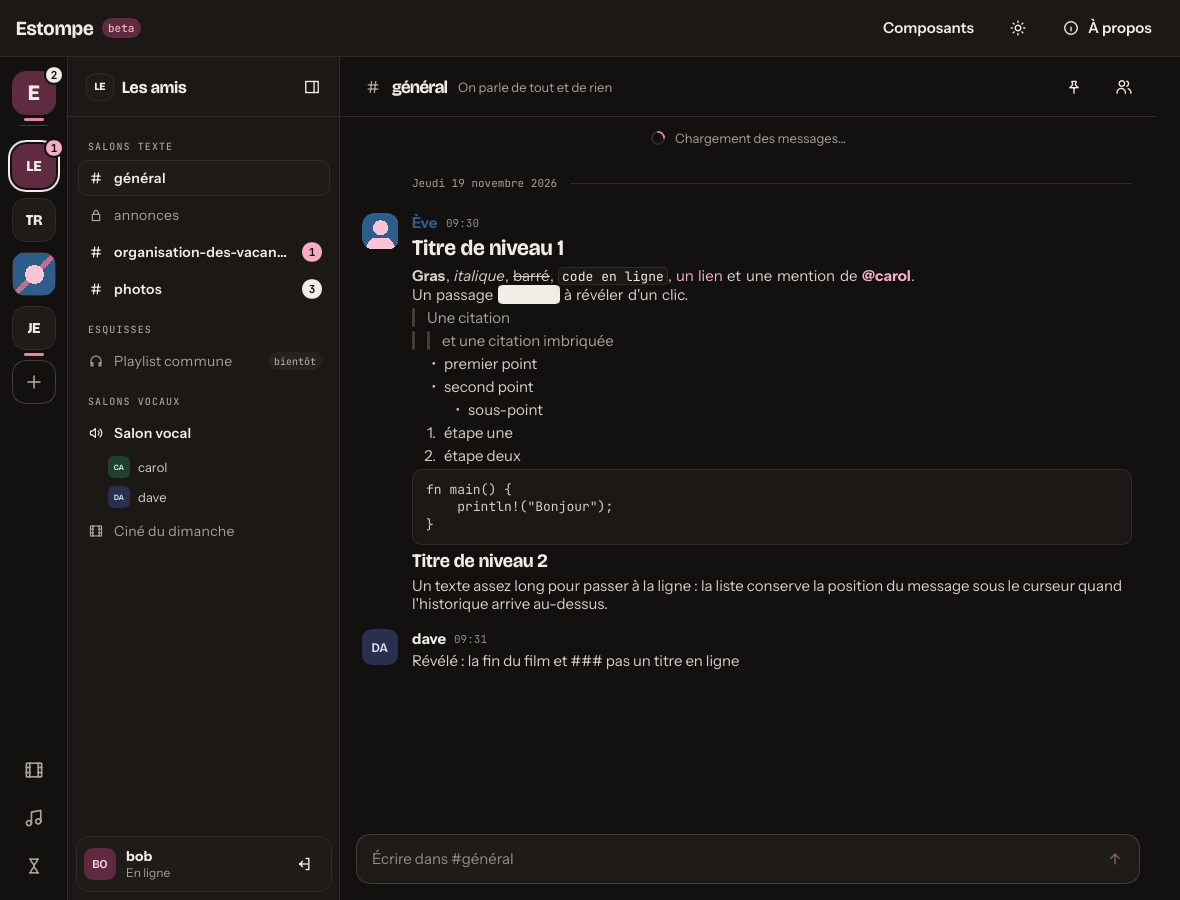 Estompe beta
Composants
À propos
E 2
LE 1
TR
JE
LE Les amis
SALONS TEXTE
# général
annonces
# organisation-des-vacan... 1
# photos 3
ESQUISSES
Playlist commune bientôt
SALONS VOCAUX
Salon vocal
CA carol
DA dave
Ciné du dimanche
BO bob
En ligne
# général On parle de tout et de rien
Chargement des messages...
Jeudi 19 novembre 2026
Ève 09:30
Titre de niveau 1
Gras, italique, barré, code en ligne, un lien et une mention de @carol.
Un passage à révéler d'un clic.
Une citation
et une citation imbriquée
· premier point
· second point
· sous-point
1. étape une
2. étape deux
fn main() {
    println!("Bonjour");
}
Titre de niveau 2
Un texte assez long pour passer à la ligne : la liste conserve la position du message sous le curseur quand
l'historique arrive au-dessus.
DA dave 09:31
Révélé : la fin du film et ### pas un titre en ligne
Écrire dans #général